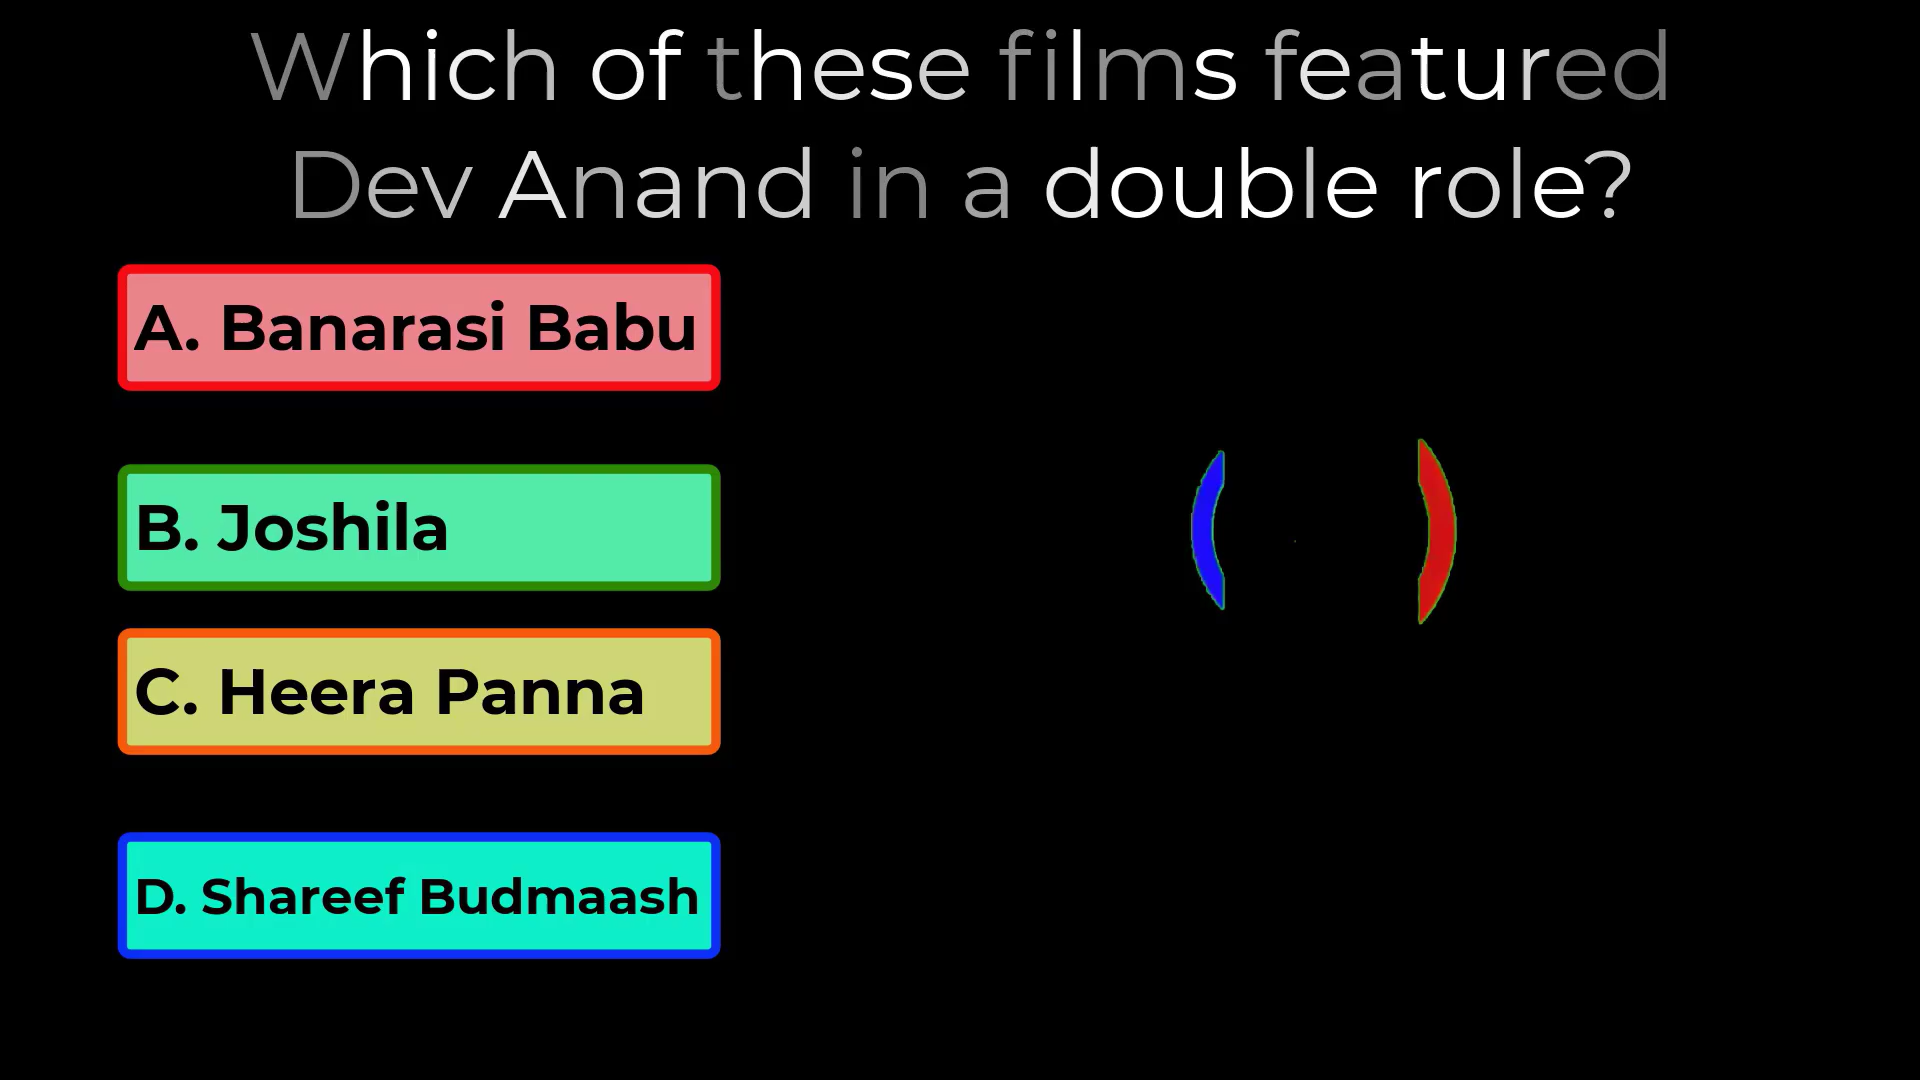 Which of these films featured
Dev Anand in a double role?
A. Banarasi Babu
B. Joshila
C. Heera Panna
D. Shareef Budmaash